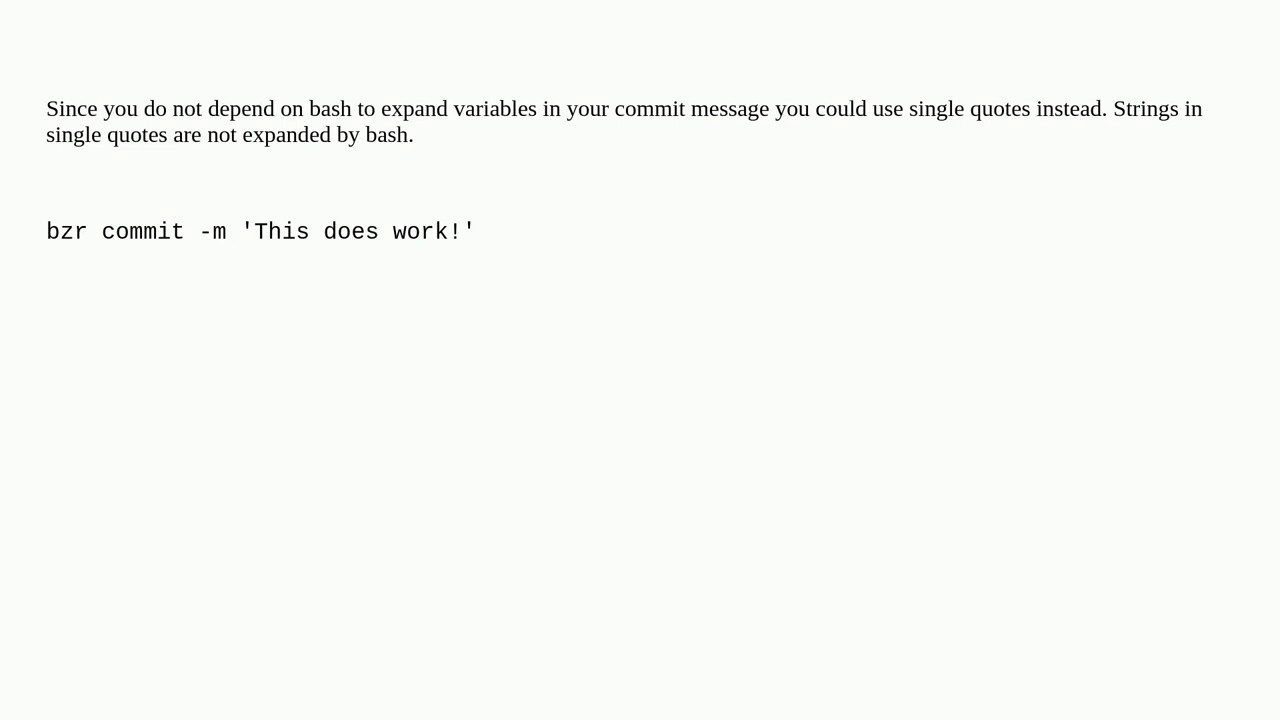 Since you do not depend on bash to expand variables in your commit message you could use single quotes instead. Strings in
single quotes are not expanded by bash.
bzr commit -m 'This does work!'